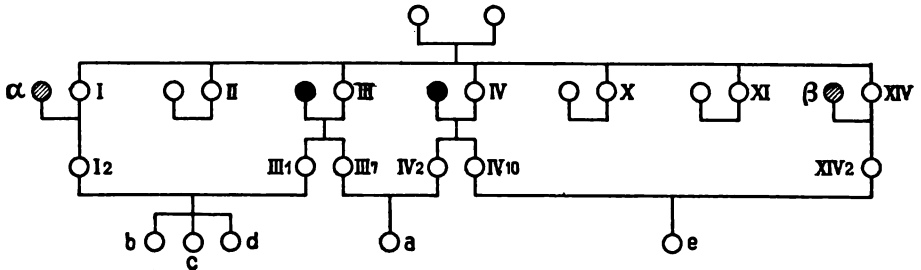 α I II III IV X XI β XIV
I2 III1 III7 IV2 IV10 XIV2
b c d a e